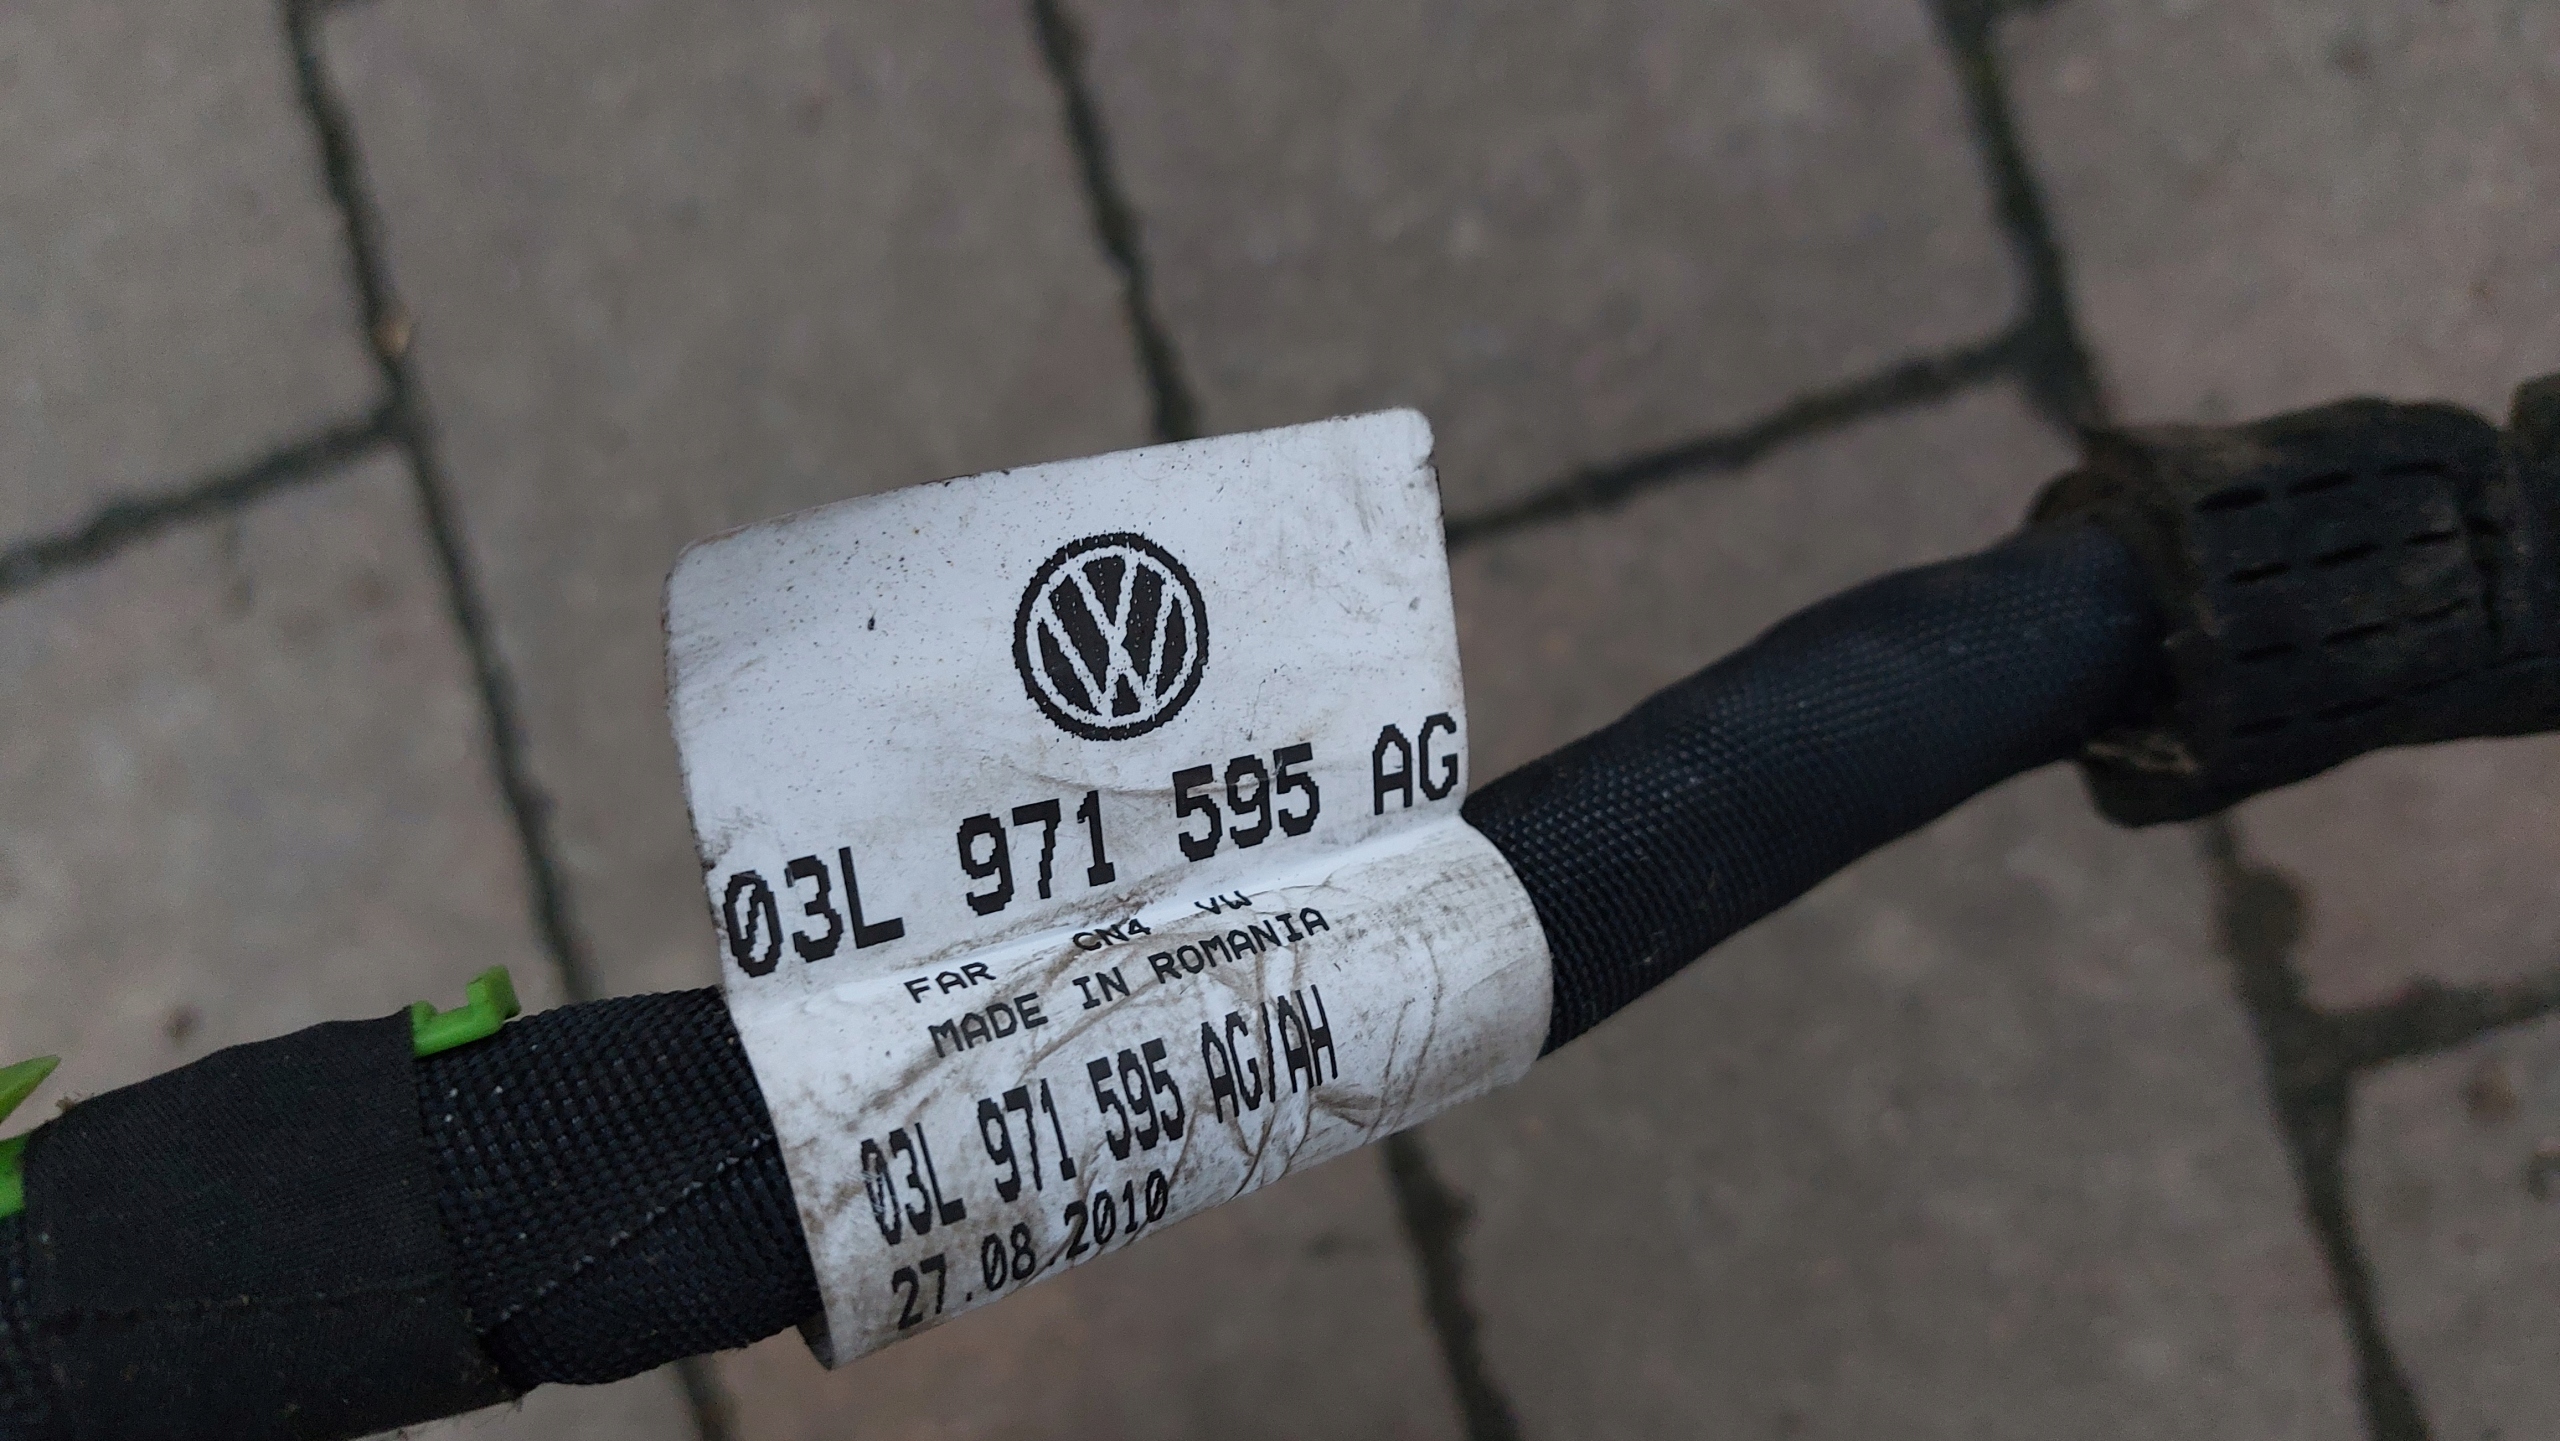 03L 971 595 AG
FAR CN4 VW
MADE IN ROMANIA
03L 971 595 AG/AH
27.08.2010